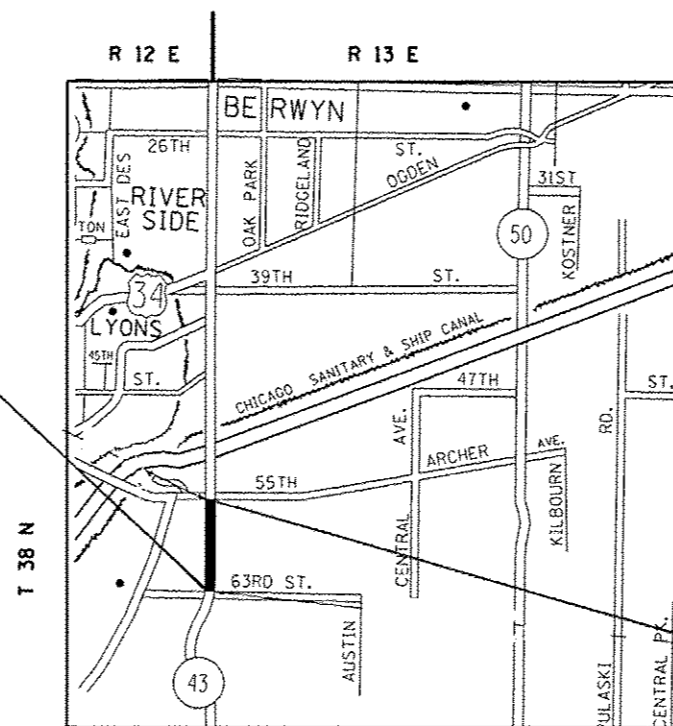 R 12 E
R 13 E
BERWYN
26TH
ST.
EAST DES
RIVER
SIDE
OAK PARK
RIDGELAND
OGDEN
31ST
KOSTNER
TON
50
34
39TH
ST.
LYONS
45TH
ST.
CHICAGO SANITARY & SHIP CANAL
47TH
ST.
AVE.
RD.
ARCHER
AVE.
55TH
KILBOURN
CENTRAL
T 38 N
63RD ST.
AUSTIN
43
PULASKI
CENTRAL PK.